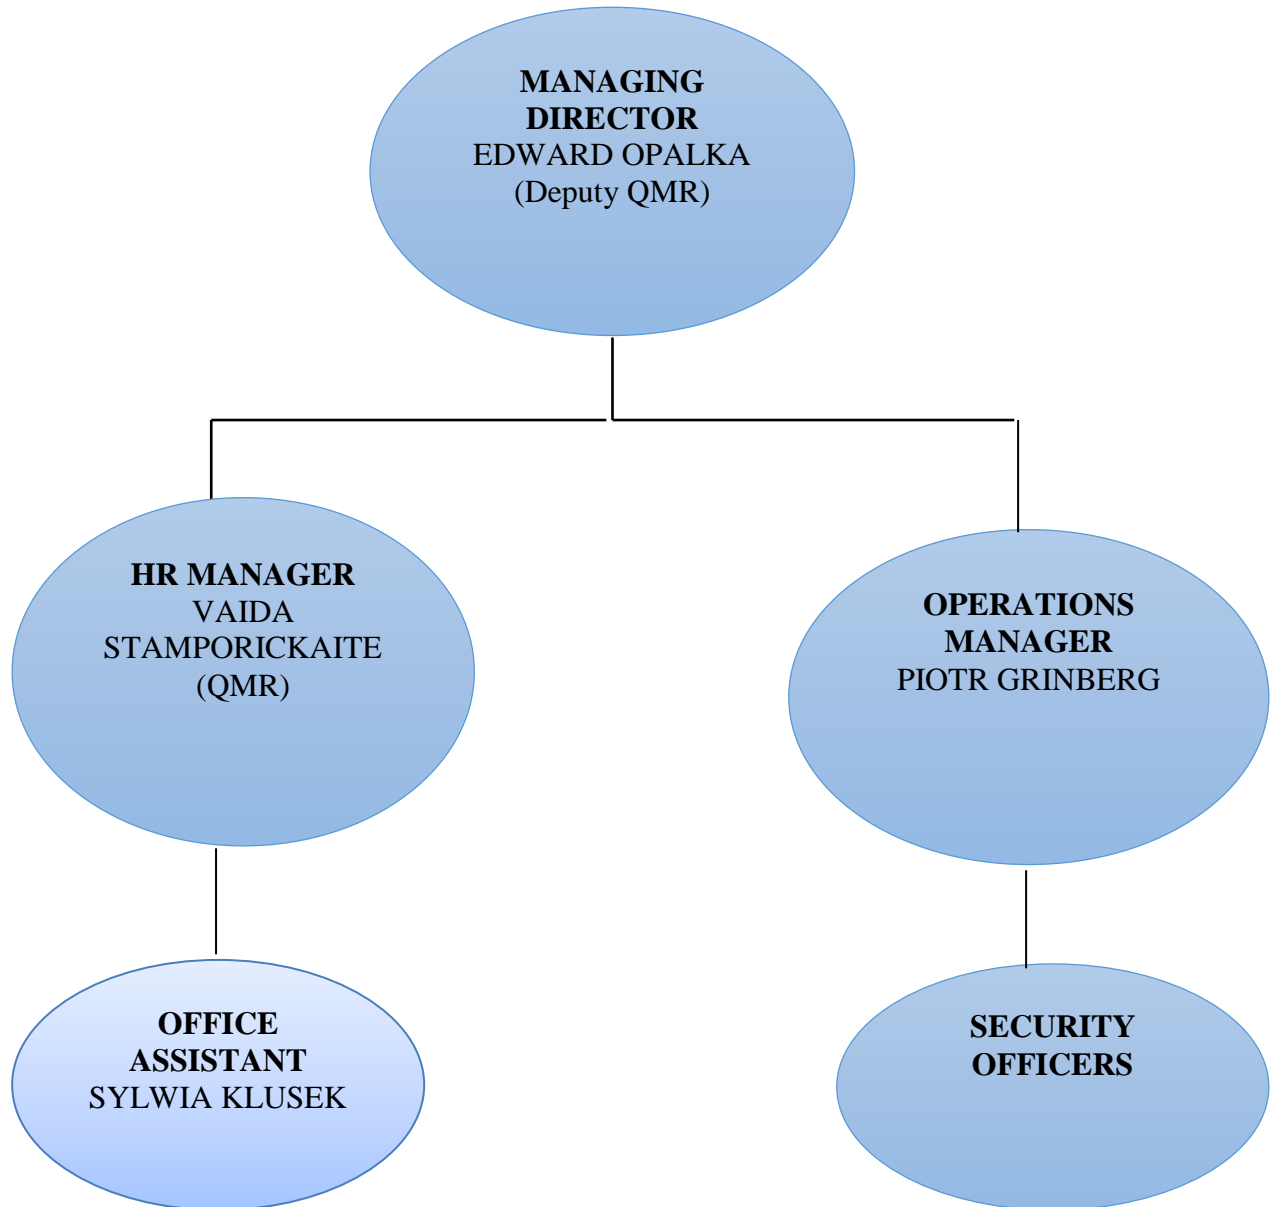 MANAGING
DIRECTOR
EDWARD OPALKA
(Deputy QMR)
HR MANAGER
VAIDA
STAMPORICKAITE
(QMR)
OPERATIONS
MANAGER
PIOTR GRINBERG
OFFICE
ASSISTANT
SYLWIA KLUSEK
SECURITY
OFFICERS